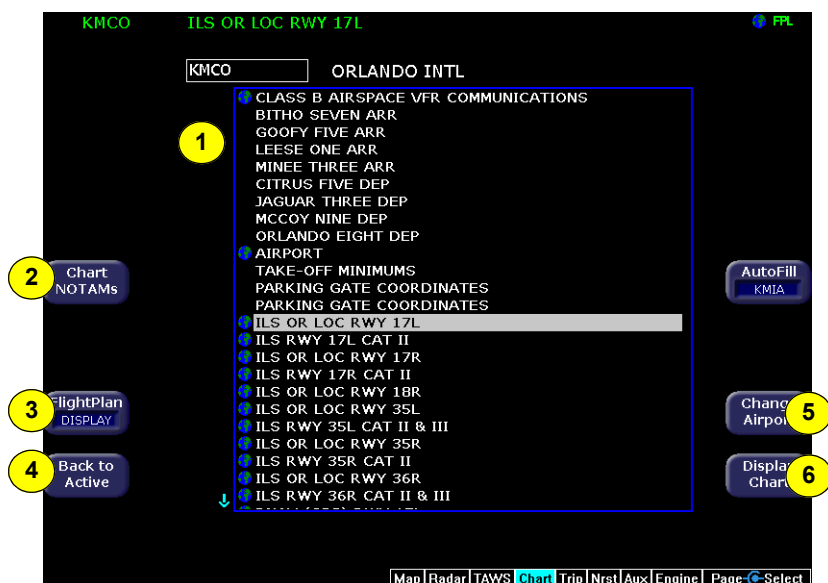 KMCO ILS OR LOC RWY 17L FPL
KMCO ORLANDO INTL
CLASS B AIRSPACE VFR COMMUNICATIONS
BITHO SEVEN ARR
1
GOOFY FIVE ARR
LEESE ONE ARR
MINEE THREE ARR
CITRUS FIVE DEP
JAGUAR THREE DEP
MCCOY NINE DEP
ORLANDO EIGHT DEP
AIRPORT
TAKE-OFF MINIMUMS
PARKING GATE COORDINATES
PARKING GATE COORDINATES
ILS OR LOC RWY 17L
ILS RWY 17L CAT II
ILS OR LOC RWY 17R
ILS RWY 17R CAT II
ILS OR LOC RWY 18R
ILS OR LOC RWY 35L
ILS RWY 35L CAT II & III
ILS OR LOC RWY 35R
ILS RWY 35R CAT II
ILS OR LOC RWY 36R
ILS RWY 36R CAT II & III
2
Chart
NOTAMs
3
FlightPlan
DISPLAY
4
Back to
Active
AutoFill
KMIA
Chang
Airpor
5
Displa
Char
6
Map Radar TAWS Chart Trip Nrst Aux Engine Page Select